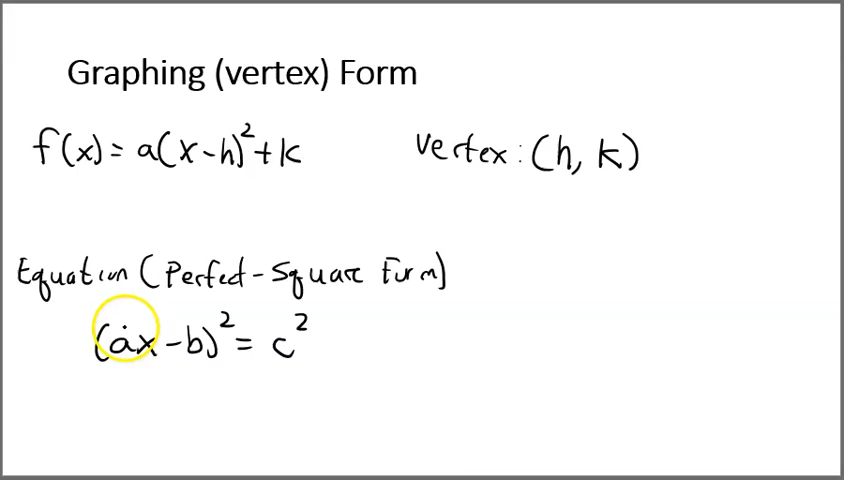 Graphing (vertex) Form
f(x) = a(x-h)² + k    vertex: (h, k)
Equation (Perfect-Square Form)
(ax - b)² = c²